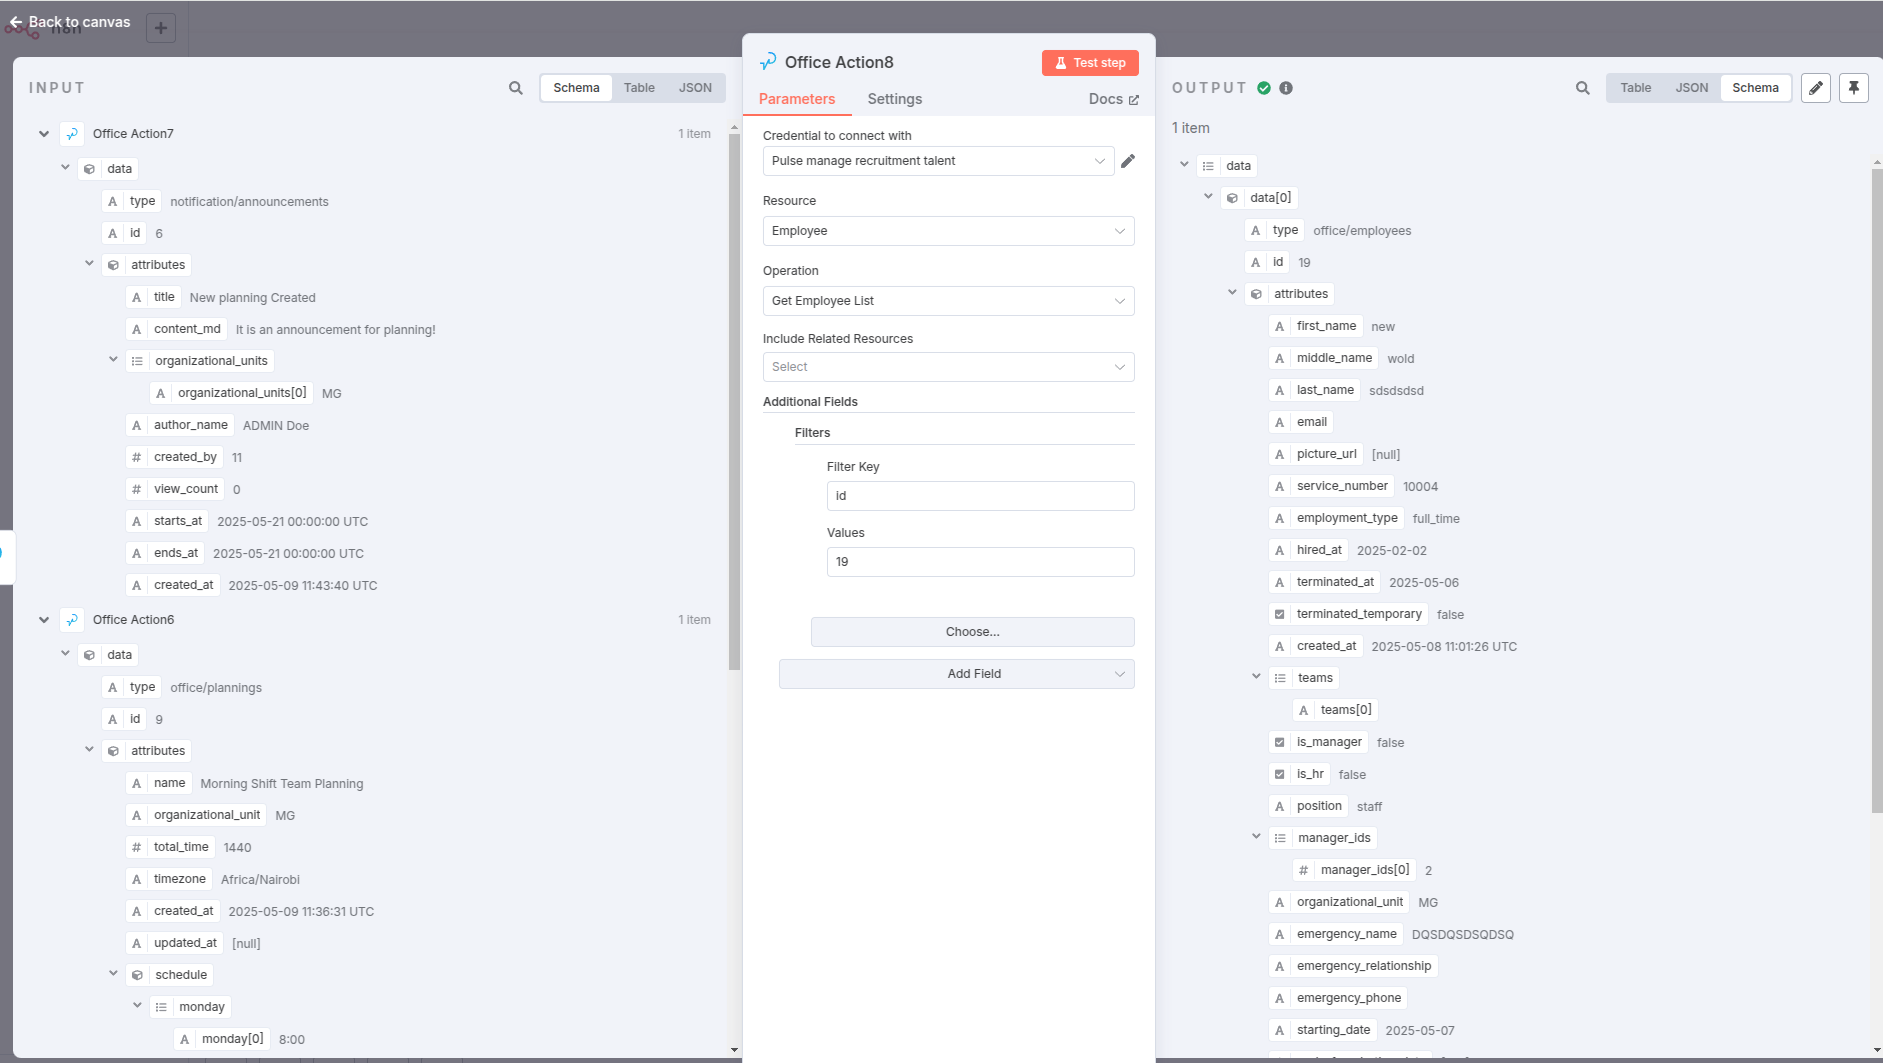 Back to canvas
n8n
INPUT
Schema
Table
JSON
Office Action7
1 item
data
A type notification/announcements
A id 6
attributes
A title New planning Created
A content_md It is an announcement for planning!
organizational_units
A organizational_units[0] MG
A author_name ADMIN Doe
# created_by 11
# view_count 0
A starts_at 2025-05-21 00:00:00 UTC
A ends_at 2025-05-21 00:00:00 UTC
A created_at 2025-05-09 11:43:40 UTC
Office Action6
1 item
data
A type office/plannings
A id 9
attributes
A name Morning Shift Team Planning
A organizational_unit MG
# total_time 1440
A timezone Africa/Nairobi
A created_at 2025-05-09 11:36:31 UTC
A updated_at [null]
schedule
monday
A monday[0] 8:00
Office Action8
Test step
Parameters
Settings
Docs
Credential to connect with
Pulse manage recruitment talent
Resource
Employee
Operation
Get Employee List
Include Related Resources
Select
Additional Fields
Filters
Filter Key
id
Values
19
Choose...
Add Field
OUTPUT
Table
JSON
Schema
1 item
data
data[0]
A type office/employees
A id 19
attributes
A first_name new
A middle_name wold
A last_name sdsdsdsd
A email
A picture_url [null]
A service_number 10004
A employment_type full_time
A hired_at 2025-02-02
A terminated_at 2025-05-06
terminated_temporary false
A created_at 2025-05-08 11:01:26 UTC
teams
A teams[0]
is_manager false
is_hr false
A position staff
manager_ids
# manager_ids[0] 2
A organizational_unit MG
A emergency_name DQSDQSDSQDSQ
A emergency_relationship
A emergency_phone
A starting_date 2025-05-07